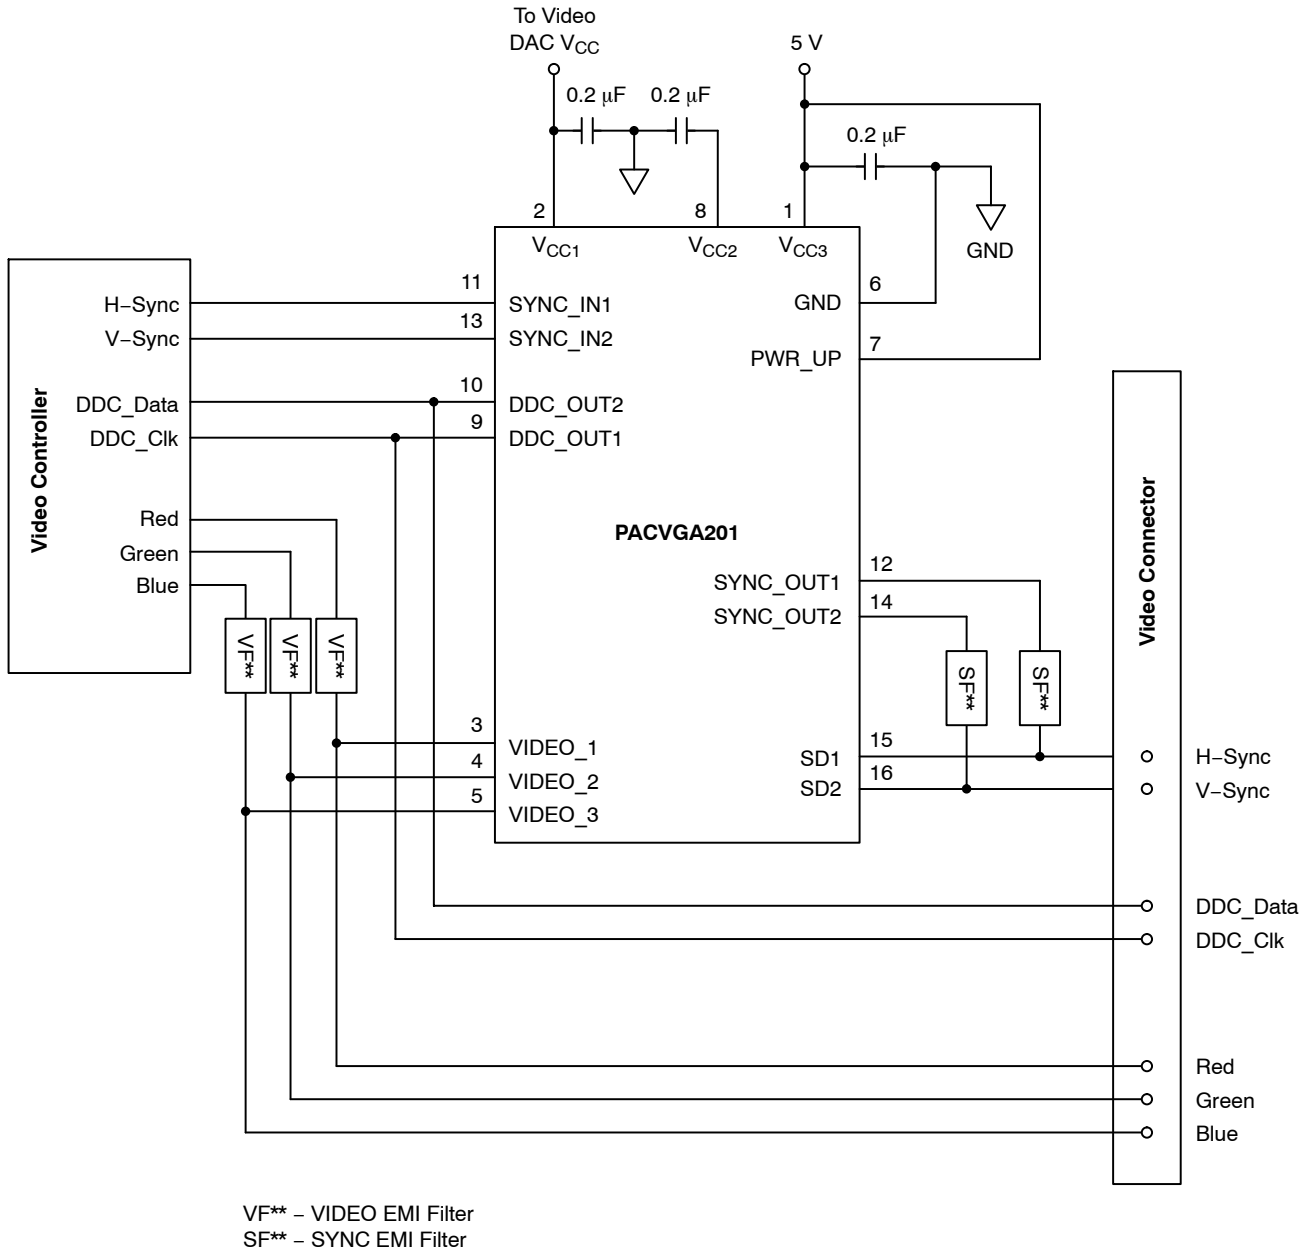 To Video
DAC VCC
5 V
0.2 μF 0.2 μF
0.2 μF
2 8 1
VCC1 VCC2 VCC3
GND
Video Controller
H–Sync
V–Sync
DDC_Data
DDC_Clk
Red
Green
Blue
11
13
10
9
SYNC_IN1
SYNC_IN2
DDC_OUT2
DDC_OUT1
GND
PWR_UP
6
7
PACVGA201
SYNC_OUT1
SYNC_OUT2
12
14
VF** VF** VF**
SF** SF**
3
4
5
VIDEO_1
VIDEO_2
VIDEO_3
SD1
SD2
15
16
Video Connector
H–Sync
V–Sync
DDC_Data
DDC_Clk
Red
Green
Blue
VF** – VIDEO EMI Filter
SF** – SYNC EMI Filter